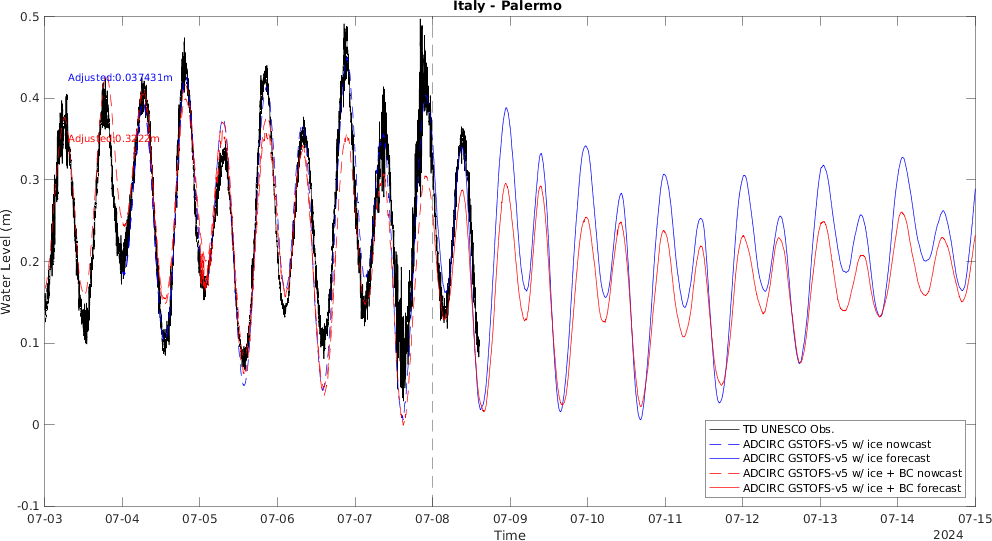 Italy - Palermo
0.5
Adjusted:0.037431m
0.4
Adjusted:0.3222m
0.3
0.2
0.1
0
-0.1
Water Level (m)
TD UNESCO Obs.
ADCIRC GSTOFS-v5 w/ ice nowcast
ADCIRC GSTOFS-v5 w/ ice forecast
ADCIRC GSTOFS-v5 w/ ice + BC nowcast
ADCIRC GSTOFS-v5 w/ ice + BC forecast
07-03 07-04 07-05 07-06 07-07 07-08 07-09 07-10 07-11 07-12 07-13 07-14 07-15
Time
2024